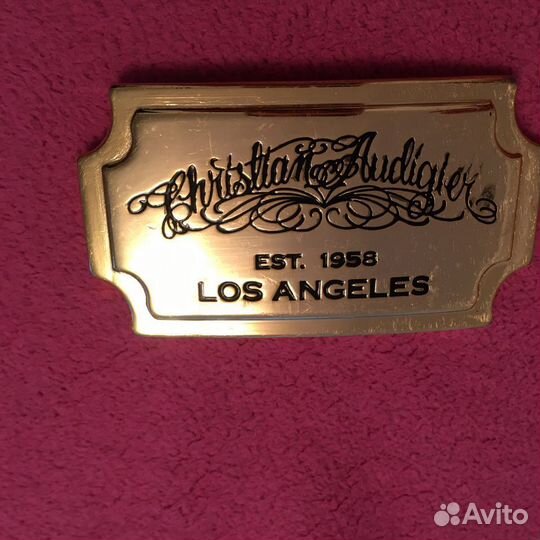 Christian Audigier
EST. 1958
LOS ANGELES
Avito